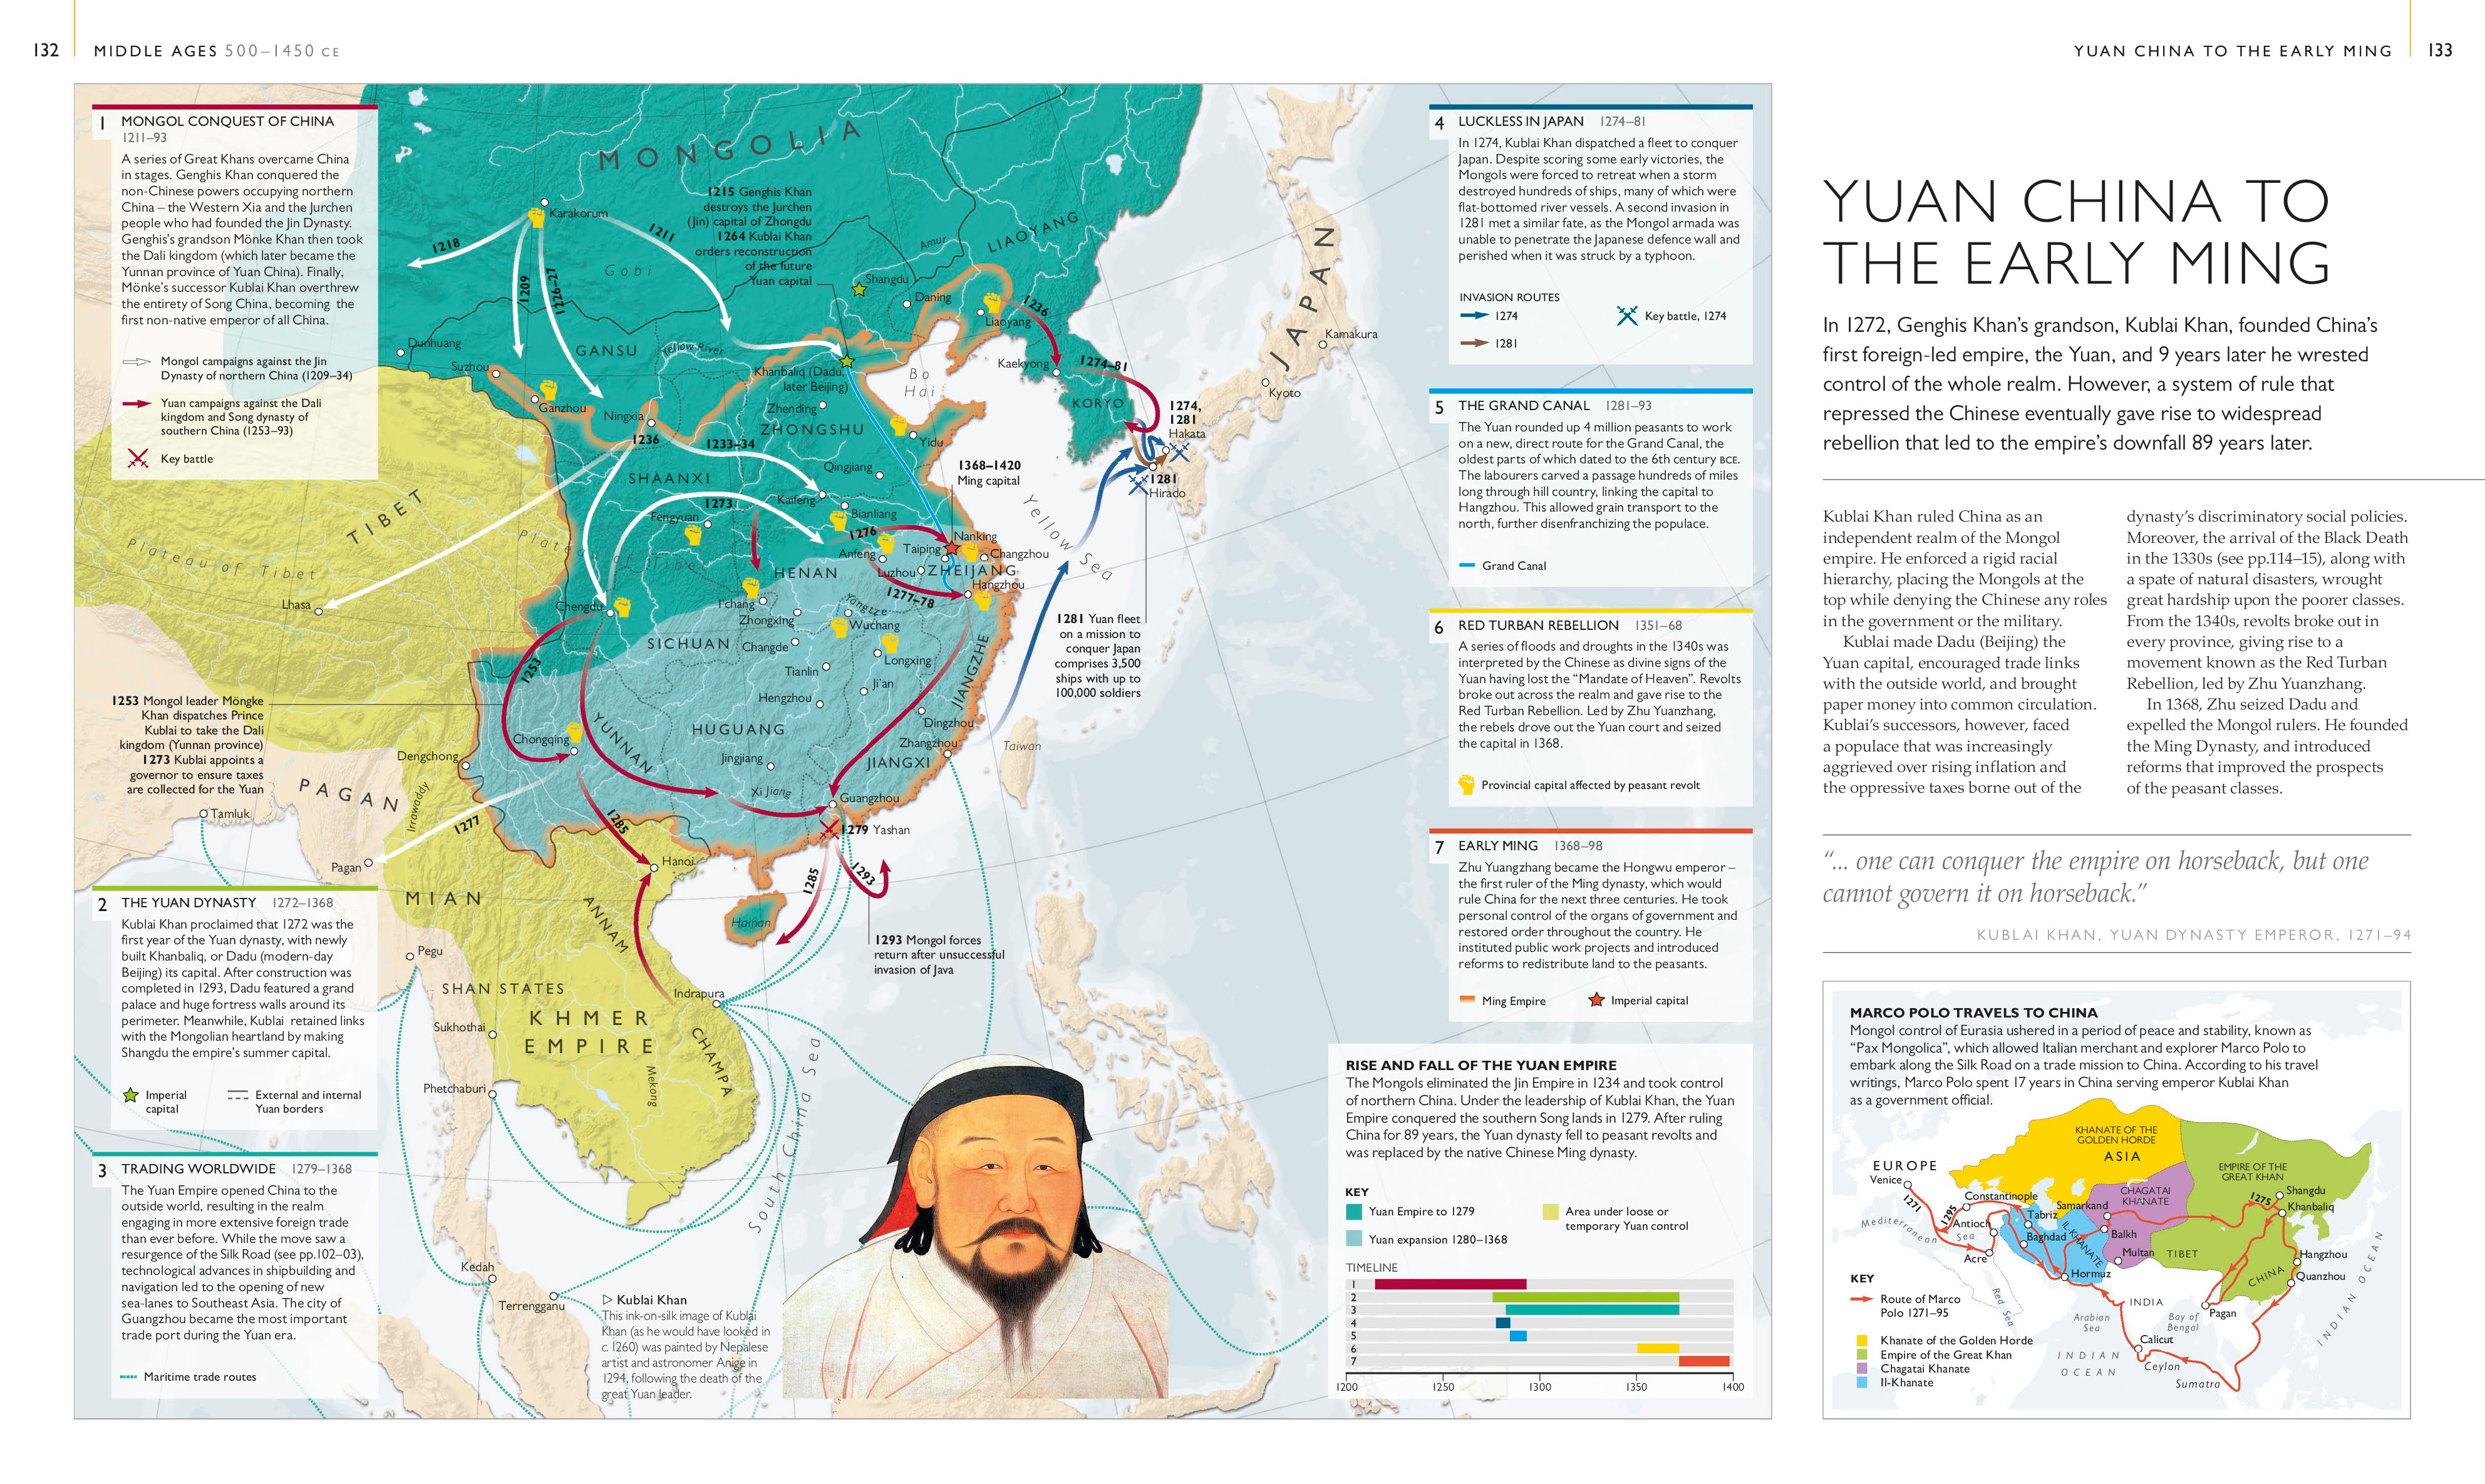 132
MIDDLE AGES 500–1450 CE
YUAN CHINA TO THE EARLY MING
133
1 MONGOL CONQUEST OF CHINA
1211–93
A series of Great Khans overcame China
in stages. Genghis Khan conquered the
non-Chinese powers occupying northern
China – the Western Xia and the Jurchen
people who had founded the Jin Dynasty.
Genghis's grandson Mönke Khan then took
the Dali kingdom (which later became the
Yunnan province of Yuan China). Finally,
Mönke's successor Kublai Khan overthrew
the entirety of Song China, becoming the
first non-native emperor of all China.
Mongol campaigns against the Jin
Dynasty of northern China (1209–34)
Yuan campaigns against the Dali
kingdom and Song dynasty of
southern China (1253–93)
Key battle
2 THE YUAN DYNASTY 1272–1368
Kublai Khan proclaimed that 1272 was the
first year of the Yuan dynasty, with newly
built Khanbaliq, or Dadu (modern-day
Beijing) its capital. After construction was
completed in 1293, Dadu featured a grand
palace and huge fortress walls around its
perimeter. Meanwhile, Kublai retained links
with the Mongolian heartland by making
Shangdu the empire's summer capital.
Imperial
capital
External and internal
Yuan borders
3 TRADING WORLDWIDE 1279–1368
The Yuan Empire opened China to the
outside world, resulting in the realm
engaging in more extensive foreign trade
than ever before. While the move saw a
resurgence of the Silk Road (see pp.102–03),
technological advances in shipbuilding and
navigation led to the opening of new
sea-lanes to Southeast Asia. The city of
Guangzhou became the most important
trade port during the Yuan era.
Maritime trade routes
MONGOLIA
1215 Genghis Khan
destroys the Jurchen
(Jin) capital of Zhongdu
1264 Kublai Khan
orders reconstruction
of the future
Yuan capital
Karakorum
1218
1211
1209
1226–27
Gobi
Amur
LIAOYANG
Shangdu
Daning
Liaoyang
1236
Dunhuang
GANSU
Yellow River
Suzhou
Khanbaliq (Dadu,
later Beijing)
Bo
Hai
Kaekyong
1274–81
KORYO
JAPAN
Kamakura
Kyoto
Ganzhou
Ningxia
Zhending
ZHONGSHU
Yidu
1236
1233–34
1274,
1281
Hakata
1281
Hirado
SHAANXI
Qingjiang
1368–1420
Ming capital
Yellow Sea
TIBET
Plateau of Tibet
Plateau of Tibet
1273
Kaifeng
Fengyuan
Bianliang
1276
Nanking
Anfeng
Taiping
Changzhou
HENAN
Luzhou
ZHEIJANG
Hangzhou
Lhasa
Chengdu
I'chang
1277–78
Yangtze
Zhongxing
Wuchang
SICHUAN
Changde
Longxing
1281 Yuan fleet
on a mission to
conquer Japan
comprises 3,500
ships with up to
100,000 soldiers
1253
Tianlin
Ji'an
JIANGZHE
Hengzhou
1253 Mongol leader Möngke
Khan dispatches Prince
Kublai to take the Dali
kingdom (Yunnan province)
1273 Kublai appoints a
governor to ensure taxes
are collected for the Yuan
YUNNAN
HUGUANG
Dingzhou
Chongqing
Zhangzhou
Taiwan
Dengchong
Jingjiang
JIANGXI
PAGAN
Irrawaddy
Xi Jiang
Guangzhou
Tamluk
1277
1285
1279 Yashan
Pagan
Hanoi
1285
1293
MIAN
ANNAM
Hainan
1293 Mongol forces
return after unsuccessful
invasion of Java
Pegu
SHAN STATES
Indrapura
KHMER
EMPIRE
Sukhothai
CHAMPA
Mekong
Phetchaburi
South China Sea
Kedah
Terrengganu
▷ Kublai Khan
This ink-on-silk image of Kublai
Khan (as he would have looked in
c. 1260) was painted by Nepalese
artist and astronomer Anige in
1294, following the death of the
great Yuan leader.
4 LUCKLESS IN JAPAN 1274–81
In 1274, Kublai Khan dispatched a fleet to conquer
Japan. Despite scoring some early victories, the
Mongols were forced to retreat when a storm
destroyed hundreds of ships, many of which were
flat-bottomed river vessels. A second invasion in
1281 met a similar fate, as the Mongol armada was
unable to penetrate the Japanese defence wall and
perished when it was struck by a typhoon.
INVASION ROUTES
1274
Key battle, 1274
1281
5 THE GRAND CANAL 1281–93
The Yuan rounded up 4 million peasants to work
on a new, direct route for the Grand Canal, the
oldest parts of which dated to the 6th century BCE.
The labourers carved a passage hundreds of miles
long through hill country, linking the capital to
Hangzhou. This allowed grain transport to the
north, further disenfranchizing the populace.
Grand Canal
6 RED TURBAN REBELLION 1351–68
A series of floods and droughts in the 1340s was
interpreted by the Chinese as divine signs of the
Yuan having lost the "Mandate of Heaven". Revolts
broke out across the realm and gave rise to the
Red Turban Rebellion. Led by Zhu Yuanzhang,
the rebels drove out the Yuan court and seized
the capital in 1368.
Provincial capital affected by peasant revolt
7 EARLY MING 1368–98
Zhu Yuangzhang became the Hongwu emperor –
the first ruler of the Ming dynasty, which would
rule China for the next three centuries. He took
personal control of the organs of government and
restored order throughout the country. He
instituted public work projects and introduced
reforms to redistribute land to the peasants.
Ming Empire
Imperial capital
RISE AND FALL OF THE YUAN EMPIRE
The Mongols eliminated the Jin Empire in 1234 and took control
of northern China. Under the leadership of Kublai Khan, the Yuan
Empire conquered the southern Song lands in 1279. After ruling
China for 89 years, the Yuan dynasty fell to peasant revolts and
was replaced by the native Chinese Ming dynasty.
KEY
Yuan Empire to 1279
Yuan expansion 1280–1368
Area under loose or
temporary Yuan control
TIMELINE
1
2
3
4
5
6
7
1200 1250 1300 1350 1400
YUAN CHINA TO
THE EARLY MING
In 1272, Genghis Khan's grandson, Kublai Khan, founded China's
first foreign-led empire, the Yuan, and 9 years later he wrested
control of the whole realm. However, a system of rule that
repressed the Chinese eventually gave rise to widespread
rebellion that led to the empire's downfall 89 years later.
Kublai Khan ruled China as an
independent realm of the Mongol
empire. He enforced a rigid racial
hierarchy, placing the Mongols at the
top while denying the Chinese any roles
in the government or the military.
Kublai made Dadu (Beijing) the
Yuan capital, encouraged trade links
with the outside world, and brought
paper money into common circulation.
Kublai's successors, however, faced
a populace that was increasingly
aggrieved over rising inflation and
the oppressive taxes borne out of the
dynasty's discriminatory social policies.
Moreover, the arrival of the Black Death
in the 1330s (see pp.114–15), along with
a spate of natural disasters, wrought
great hardship upon the poorer classes.
From the 1340s, revolts broke out in
every province, giving rise to a
movement known as the Red Turban
Rebellion, led by Zhu Yuanzhang.
In 1368, Zhu seized Dadu and
expelled the Mongol rulers. He founded
the Ming Dynasty, and introduced
reforms that improved the prospects
of the peasant classes.
"... one can conquer the empire on horseback, but one
cannot govern it on horseback."
KUBLAI KHAN, YUAN DYNASTY EMPEROR, 1271–94
MARCO POLO TRAVELS TO CHINA
Mongol control of Eurasia ushered in a period of peace and stability, known as
"Pax Mongolica", which allowed Italian merchant and explorer Marco Polo to
embark along the Silk Road on a trade mission to China. According to his travel
writings, Marco Polo spent 17 years in China serving emperor Kublai Khan
as a government official.
KHANATE OF THE
GOLDEN HORDE
ASIA
EUROPE
Venice
EMPIRE OF THE
GREAT KHAN
CHAGATAI
KHANATE
1271
Constantinople
Samarkand
1275
Shangdu
Khanbaliq
1295
Tabriz
Antioch
Mediterranean Sea
Baghdad
IL-KHANATE
Balkh
Acre
Multan
TIBET
Hangzhou
Hormuz
CHINA
Quanzhou
Red Sea
INDIA
Pagan
Arabian
Sea
Bay of
Bengal
Calicut
INDIAN
OCEAN
Ceylon
Sumatra
INDIAN OCEAN
KEY
Route of Marco
Polo 1271–95
Khanate of the Golden Horde
Empire of the Great Khan
Chagatai Khanate
Il-Khanate